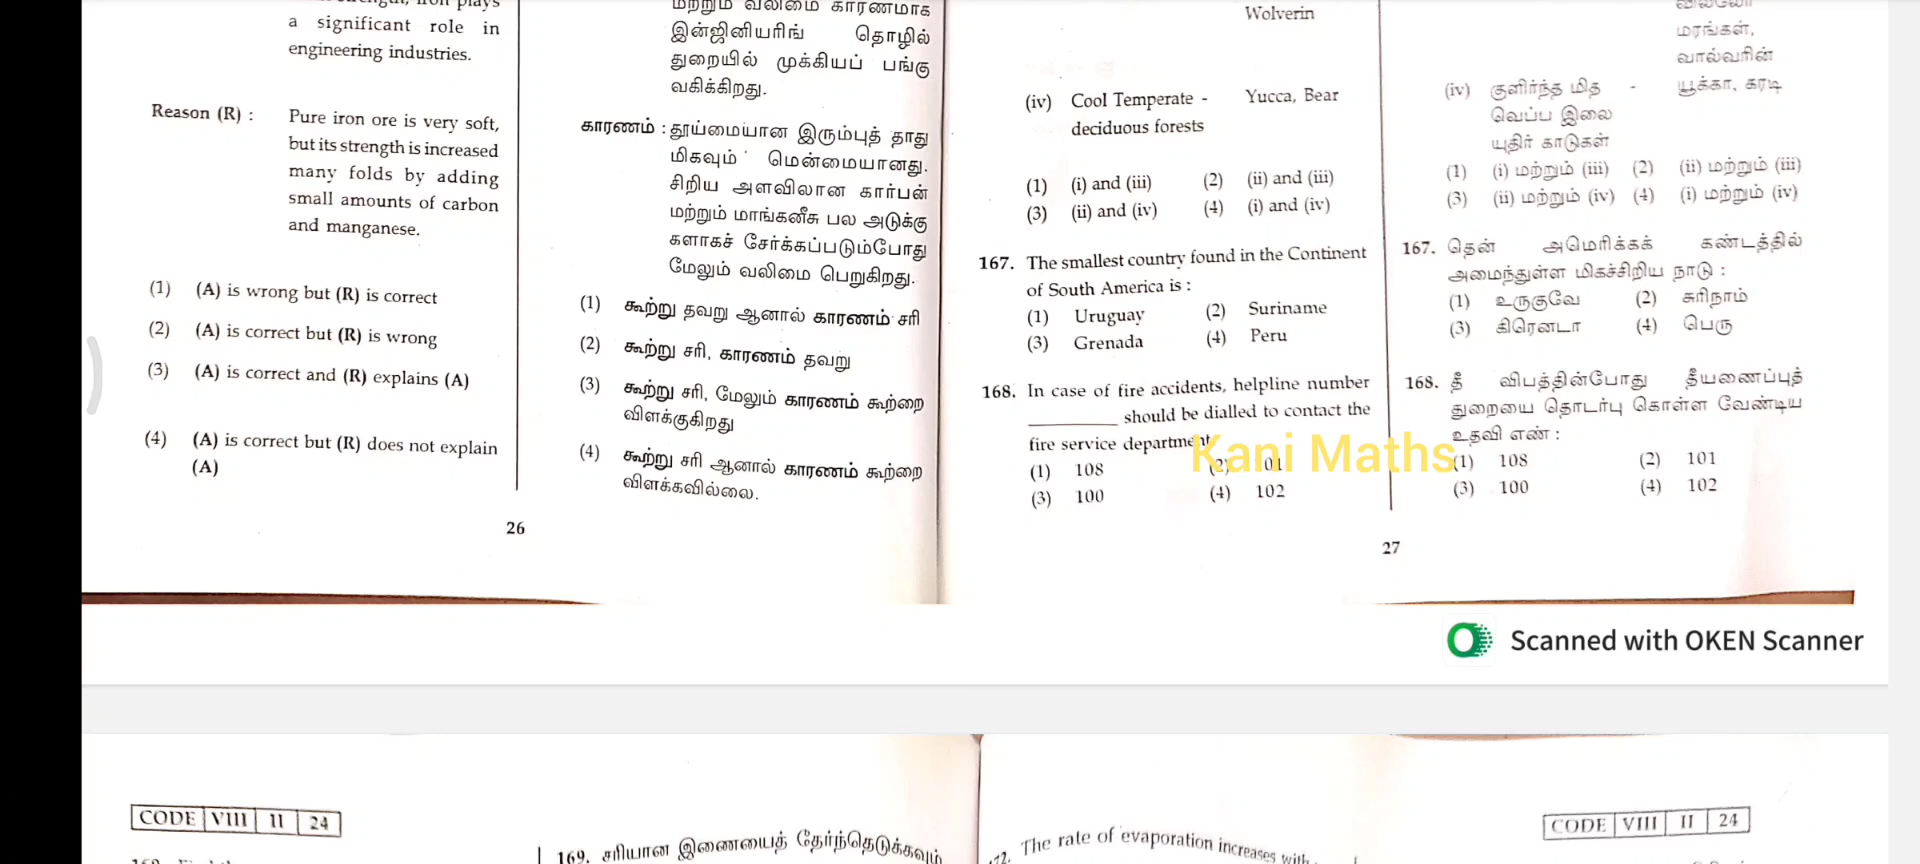 a significant role in
engineering industries.
Reason (R) : Pure iron ore is very soft,
but its strength is increased
many folds by adding
small amounts of carbon
and manganese.
(1) (A) is wrong but (R) is correct
(2) (A) is correct but (R) is wrong
(3) (A) is correct and (R) explains (A)
(4) (A) is correct but (R) does not explain
(A)
மற்றும் வலிமை காரணமாக
இன்ஜினியரிங் தொழில்
துறையில் முக்கியப் பங்கு
வகிக்கிறது.
காரணம் : தூய்மையான இரும்புத் தாது
மிகவும் மென்மையானது.
சிறிய அளவிலான கார்பன்
மற்றும் மாங்கனீசு பல அடுக்கு
களாகச் சேர்க்கப்படும்போது
மேலும் வலிமை பெறுகிறது.
(1) கூற்று தவறு ஆனால் காரணம் சரி
(2) கூற்று சரி, காரணம் தவறு
(3) கூற்று சரி, மேலும் காரணம் கூற்றை
விளக்குகிறது
(4) கூற்று சரி ஆனால் காரணம் கூற்றை
விளக்கவில்லை.
26
Wolverin
(iv) Cool Temperate - Yucca, Bear
deciduous forests
(1) (i) and (iii) (2) (ii) and (iii)
(3) (ii) and (iv) (4) (i) and (iv)
167. The smallest country found in the Continent
of South America is :
(1) Uruguay (2) Suriname
(3) Grenada (4) Peru
168. In case of fire accidents, helpline number
should be dialled to contact the
fire service department
(1) 108 (2) 101
(3) 100 (4) 102
Kani Maths
மரங்கள்,
வால்வரின்
(iv) குளிர்ந்த மித - யூக்கா, கரடி
வெப்ப இலை
யுதிர் காடுகள்
(1) (i) மற்றும் (iii) (2) (ii) மற்றும் (iii)
(3) (ii) மற்றும் (iv) (4) (i) மற்றும் (iv)
167. தென் அமெரிக்கக் கண்டத்தில்
அமைந்துள்ள மிகச்சிறிய நாடு :
(1) உருகுவே (2) சுரிநாம்
(3) கிரெனடா (4) பெரு
168. தீ விபத்தின்போது தீயணைப்புத்
துறையை தொடர்பு கொள்ள வேண்டிய
உதவி எண் :
(1) 108 (2) 101
(3) 100 (4) 102
27
Scanned with OKEN Scanner
CODE VIII II 24
169. சரியான இணையைத் தேர்ந்தெடுக்கவும்
The rate of evaporation increases with
CODE VIII II 24